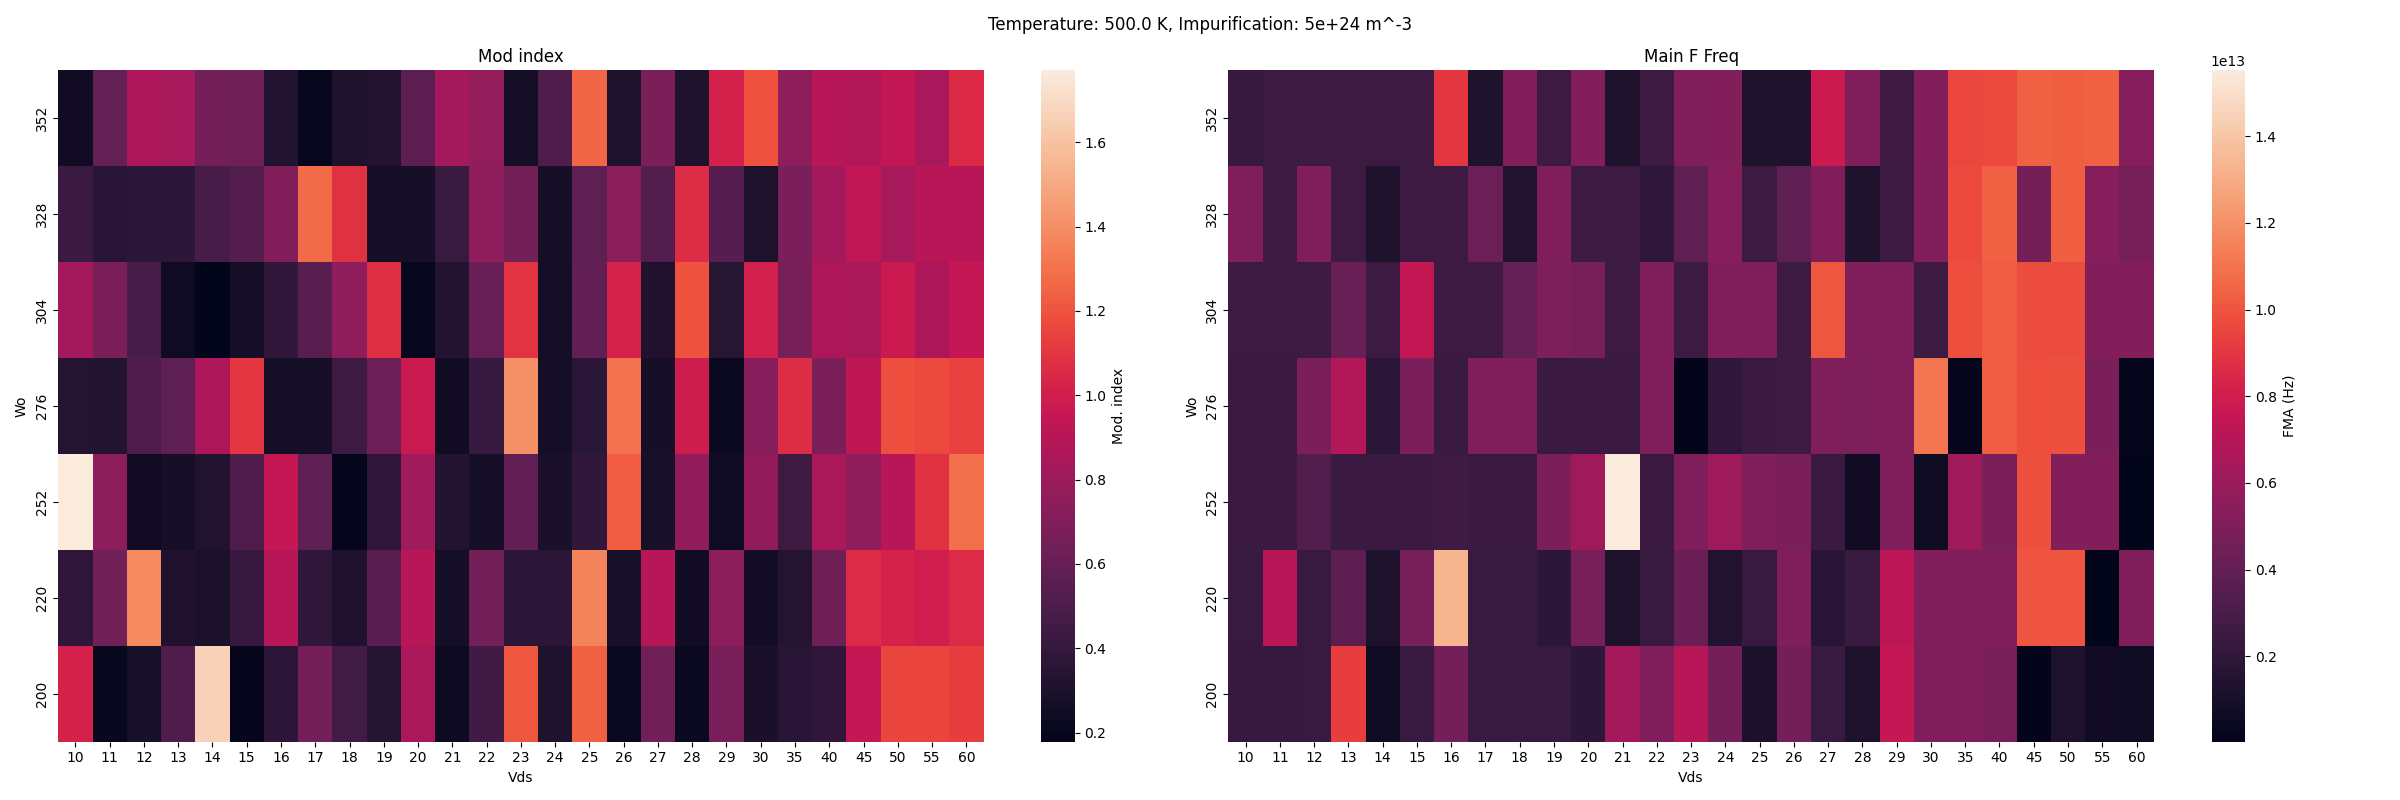 Temperature: 500.0 K, Impurification: 5e+24 m^-3
Mod index
352
328
304
276
252
220
200
Wo
10 11 12 13 14 15 16 17 18 19 20 21 22 23 24 25 26 27 28 29 30 35 40 45 50 55 60
Vds
1.6
1.4
1.2
1.0
0.8
0.6
0.4
0.2
Mod. index
Main F Freq
352
328
304
276
252
220
200
Wo
10 11 12 13 14 15 16 17 18 19 20 21 22 23 24 25 26 27 28 29 30 35 40 45 50 55 60
Vds
1e13
1.4
1.2
1.0
0.8
0.6
0.4
0.2
FMA (Hz)